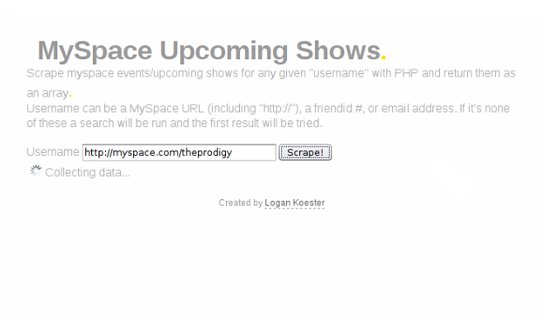 MySpace Upcoming Shows.
Scrape myspace events/upcoming shows for any given "username" with PHP and return them as
an array.
Username can be a MySpace URL (including "http://"), a friendid #, or email address. If it's none
of these a search will be run and the first result will be tried.
Username http://myspace.com/theprodigy Scrape!
Collecting data...
Created by Logan Koester